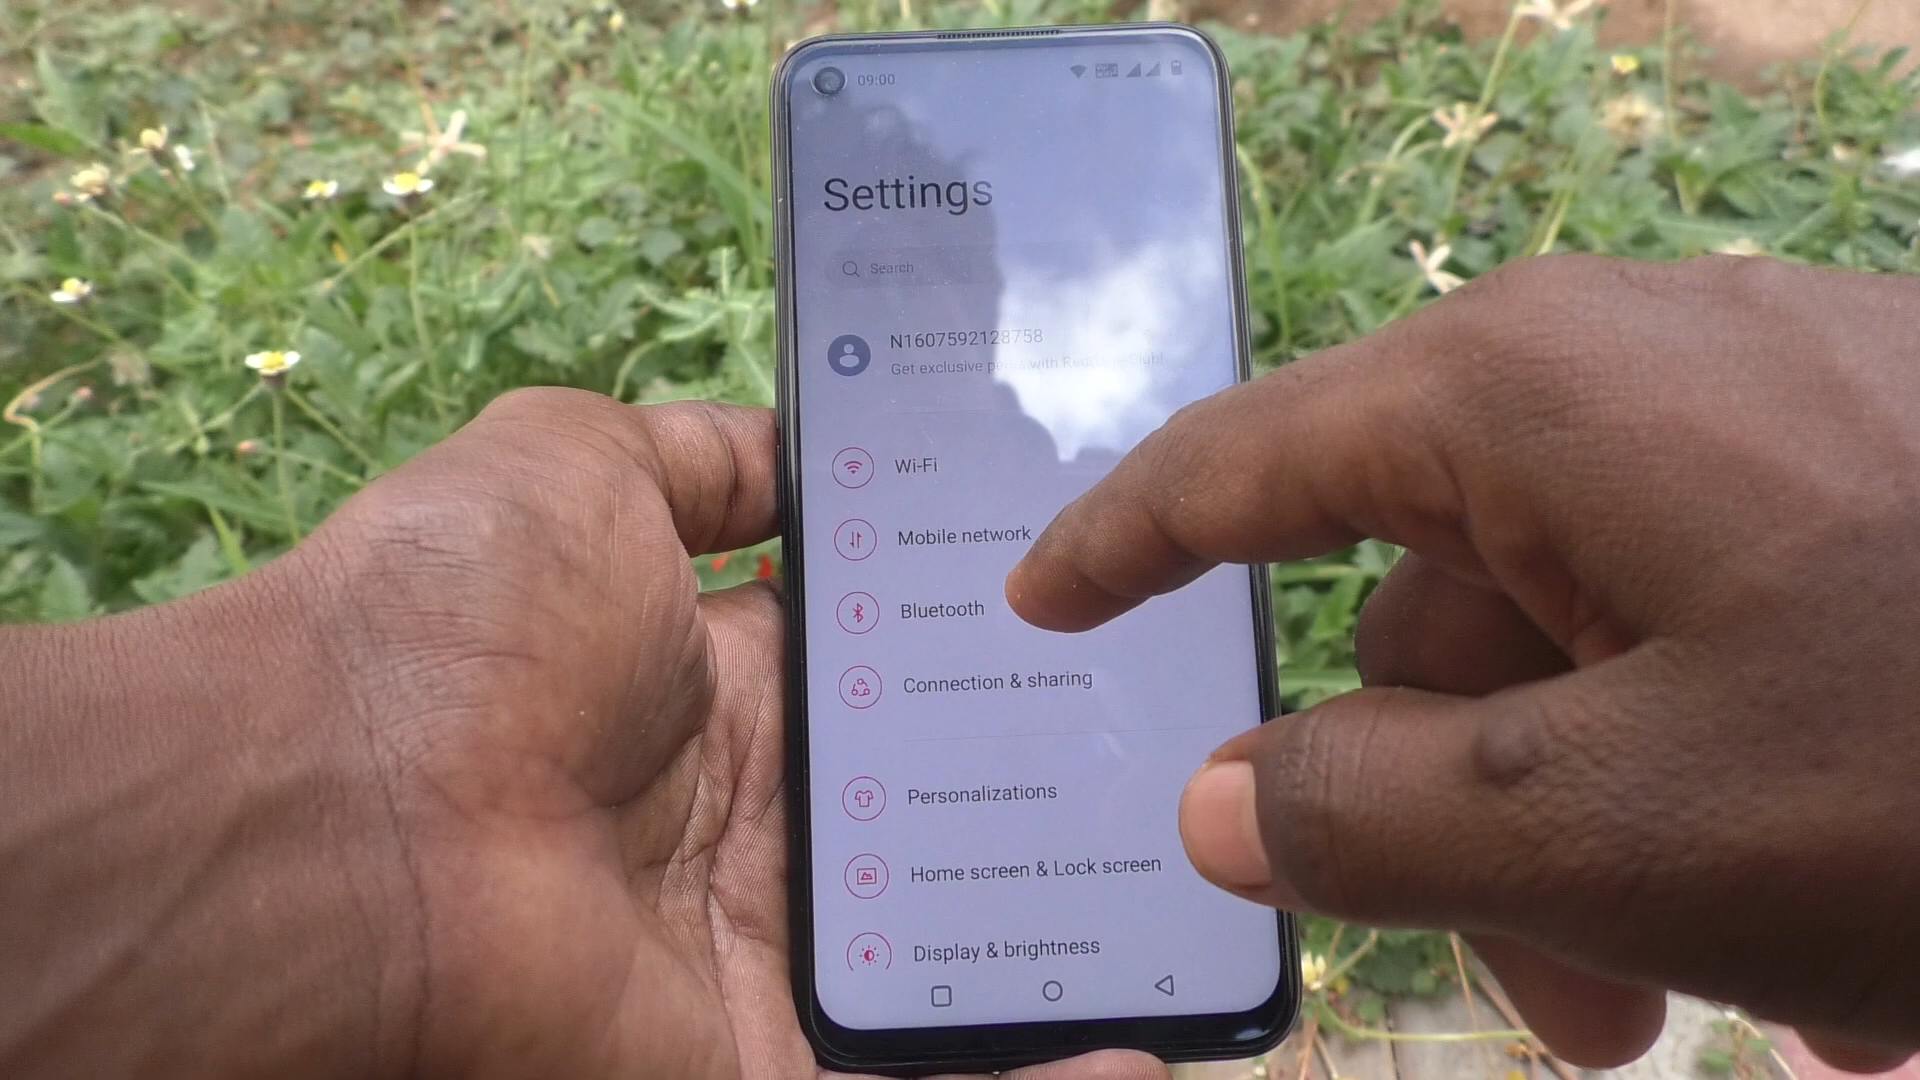 09:00
Settings
Search
N1607592128758
Get exclusive with
Wi-Fi
Mobile network
Bluetooth
Connection & sharing
Personalizations
Home screen & Lock screen
Display & brightness